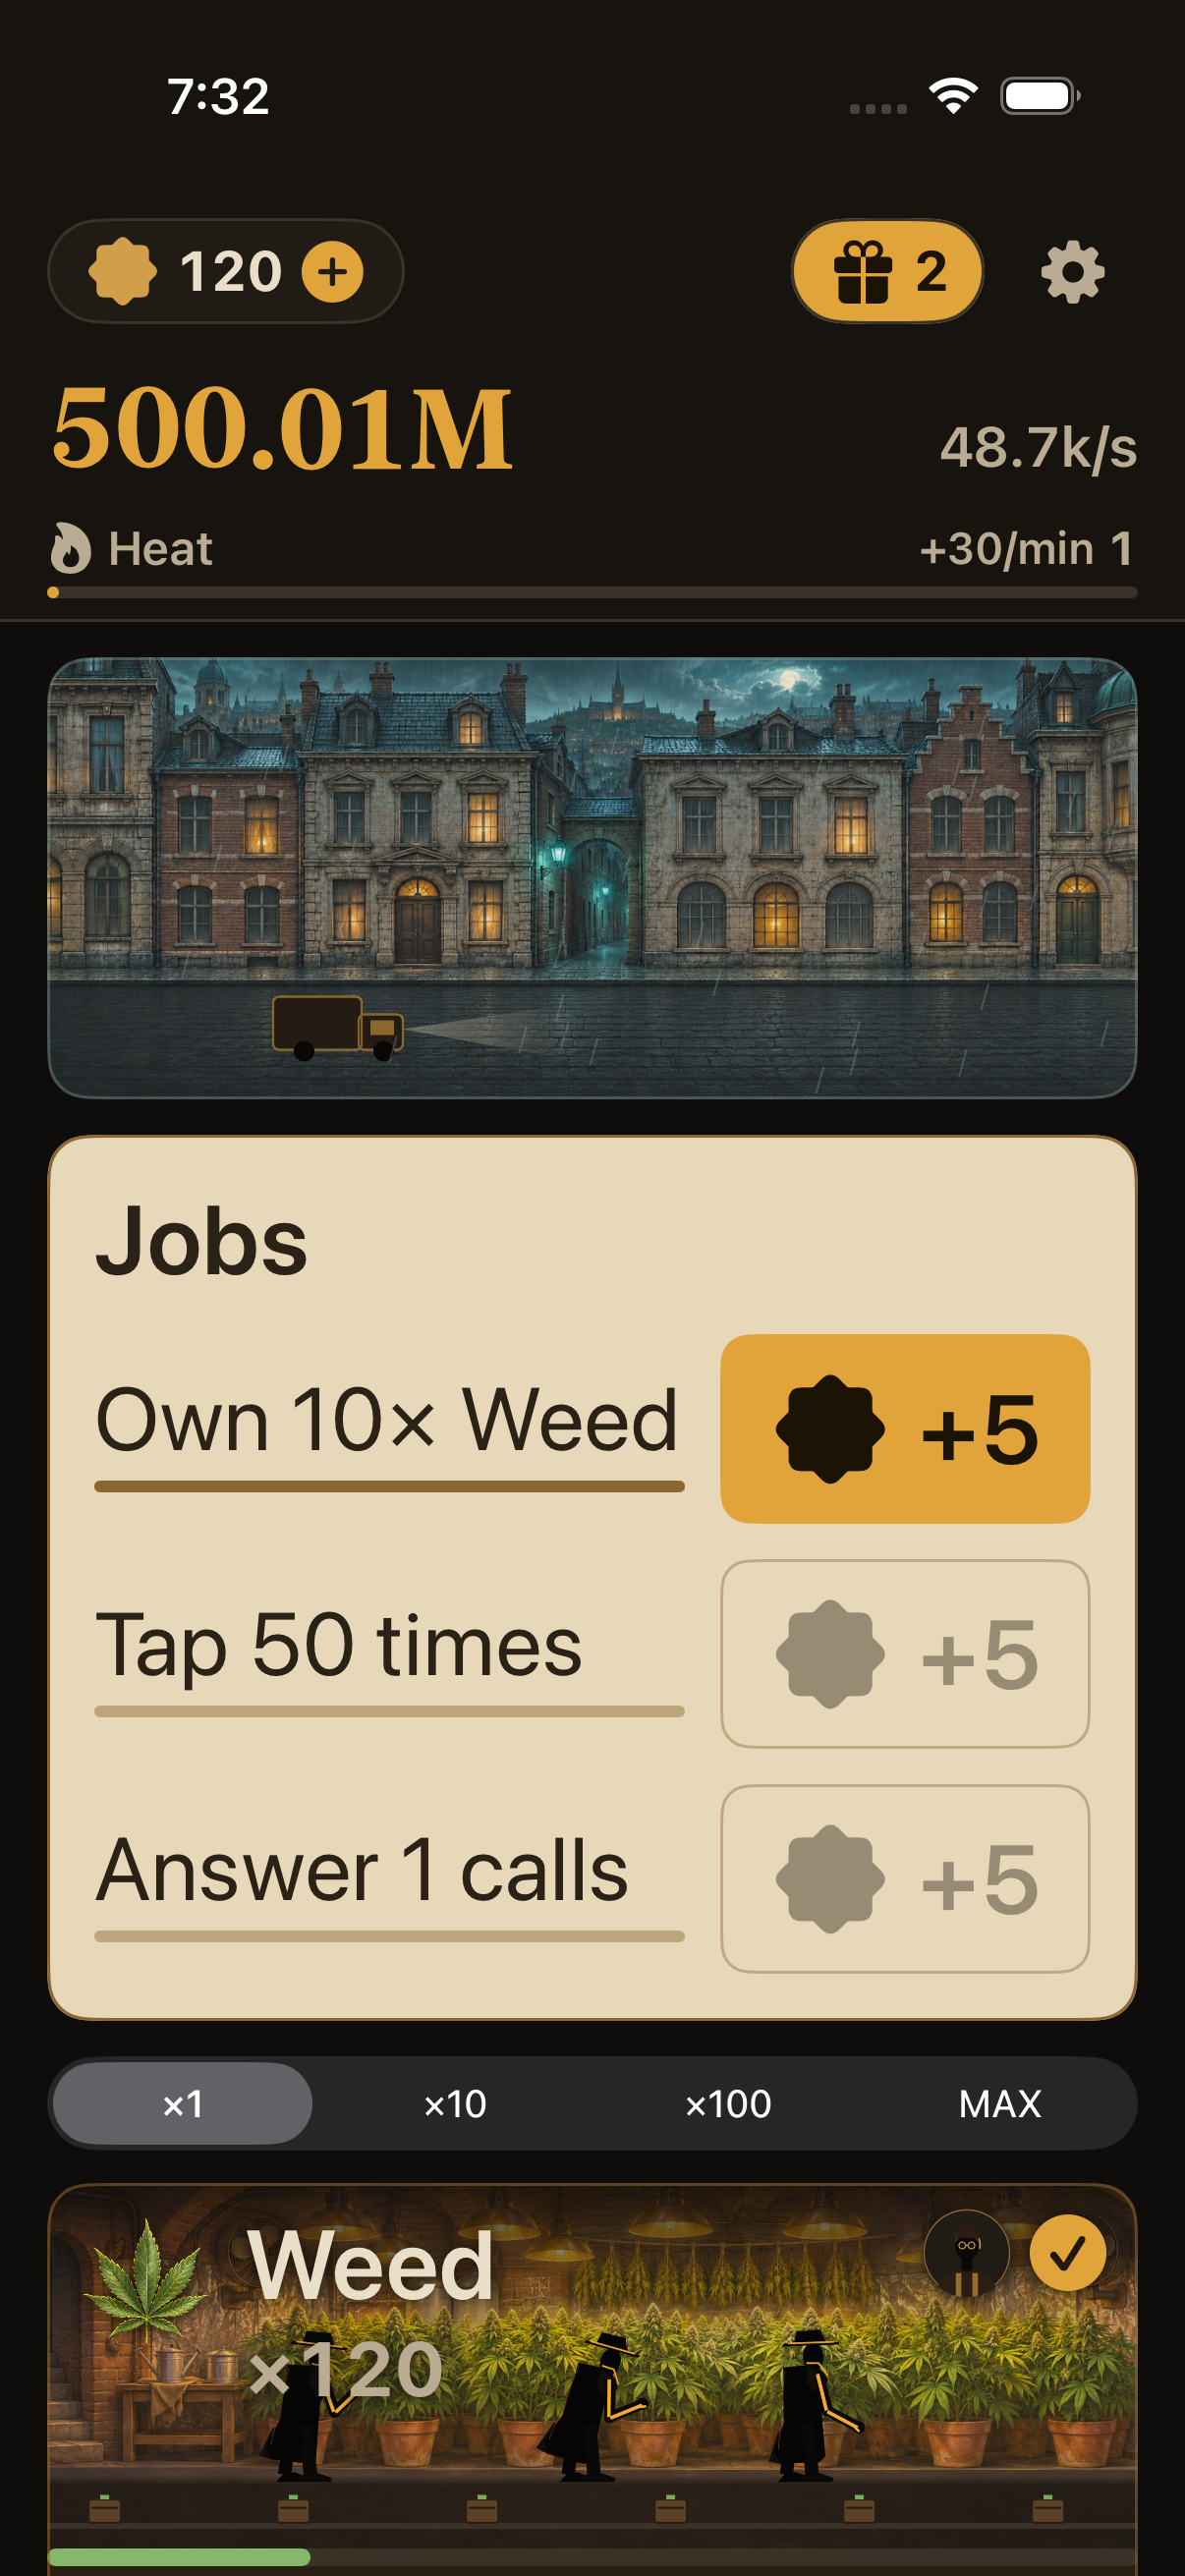 7:32
120
2
500.01M
48.7k/s
Heat
+30/min 1
Jobs
Own 10× Weed
+5
Tap 50 times
+5
Answer 1 calls
+5
×1
×10
×100
MAX
Weed
×120